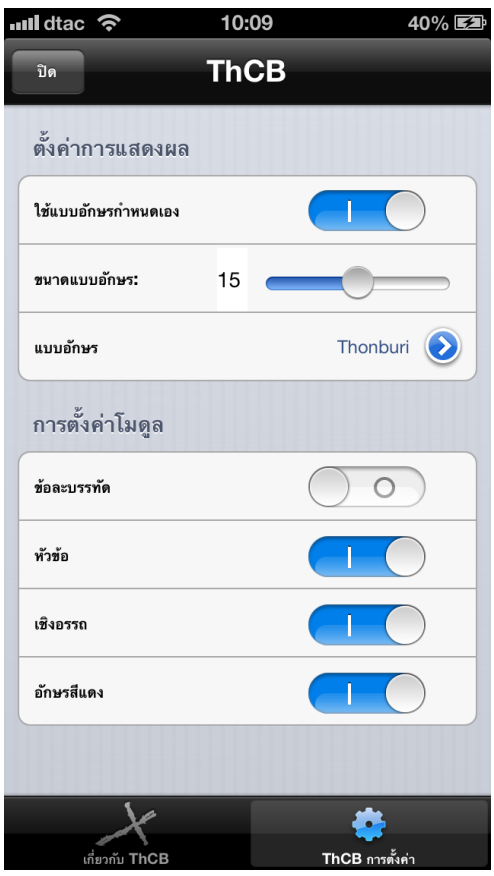 dtac 10:09 40%
ปิด ThCB
ตั้งค่าการแสดงผล
ใช้แบบอักษรกำหนดเอง
ขนาดแบบอักษร: 15
แบบอักษร Thonburi
การตั้งค่าโมดูล
ข้อละบรรทัด
หัวข้อ
เชิงอรรถ
อักษรสีแดง
เกี่ยวกับ ThCB ThCB การตั้งค่า